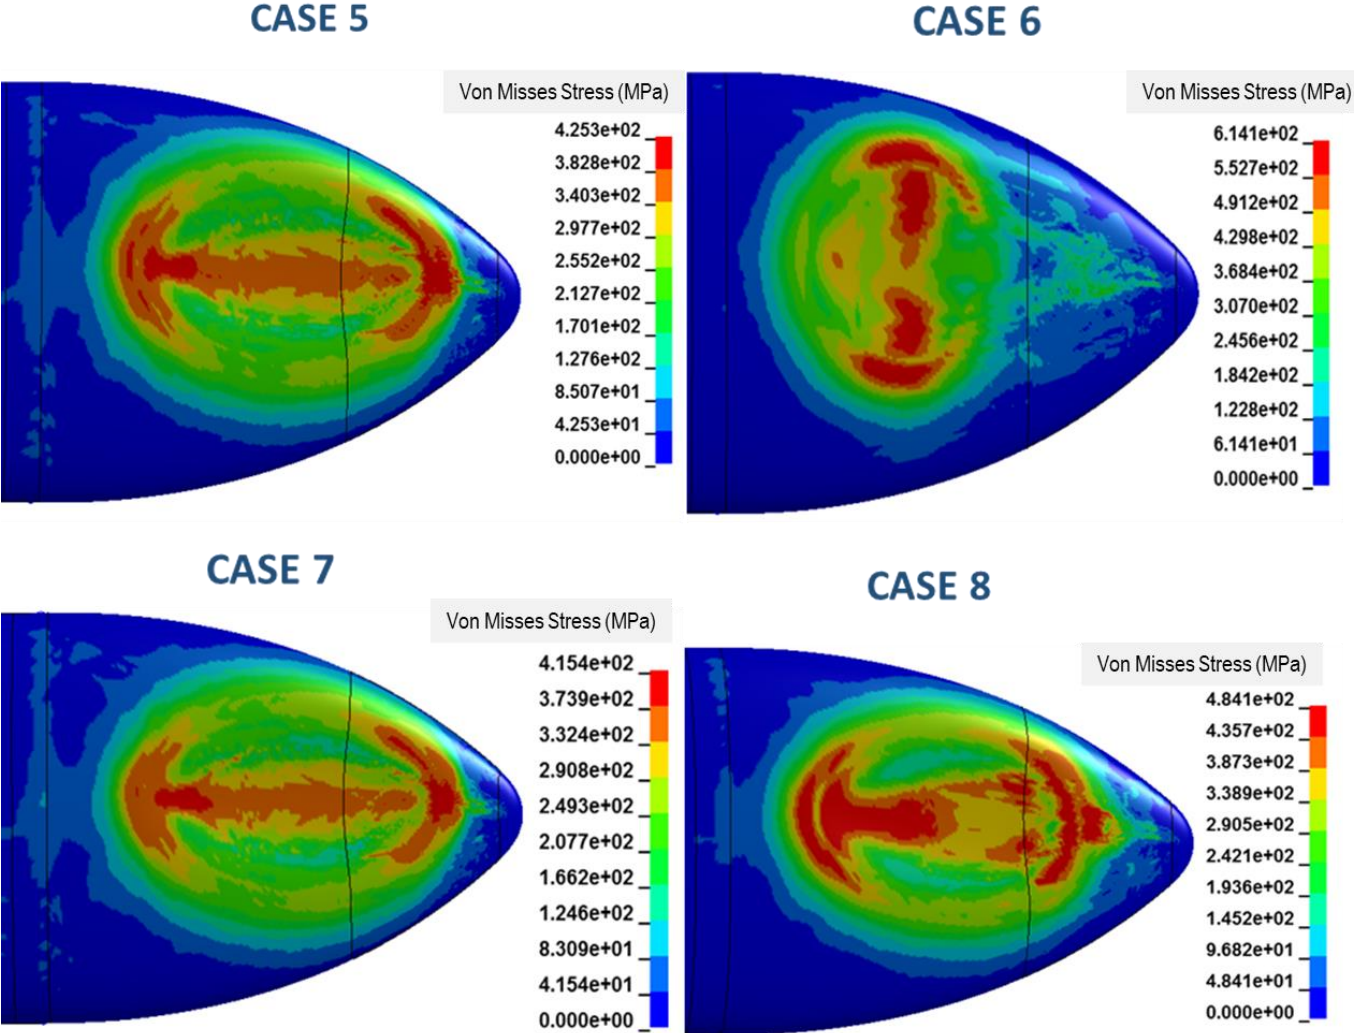 CASE 5
Von Misses Stress (MPa)
4.253e+02
3.828e+02
3.403e+02
2.977e+02
2.552e+02
2.127e+02
1.701e+02
1.276e+02
8.507e+01
4.253e+01
0.000e+00
CASE 6
Von Misses Stress (MPa)
6.141e+02
5.527e+02
4.912e+02
4.298e+02
3.684e+02
3.070e+02
2.456e+02
1.842e+02
1.228e+02
6.141e+01
0.000e+00
CASE 7
Von Misses Stress (MPa)
4.154e+02
3.739e+02
3.324e+02
2.908e+02
2.493e+02
2.077e+02
1.662e+02
1.246e+02
8.309e+01
4.154e+01
0.000e+00
CASE 8
Von Misses Stress (MPa)
4.841e+02
4.357e+02
3.873e+02
3.389e+02
2.905e+02
2.421e+02
1.936e+02
1.452e+02
9.682e+01
4.841e+01
0.000e+00